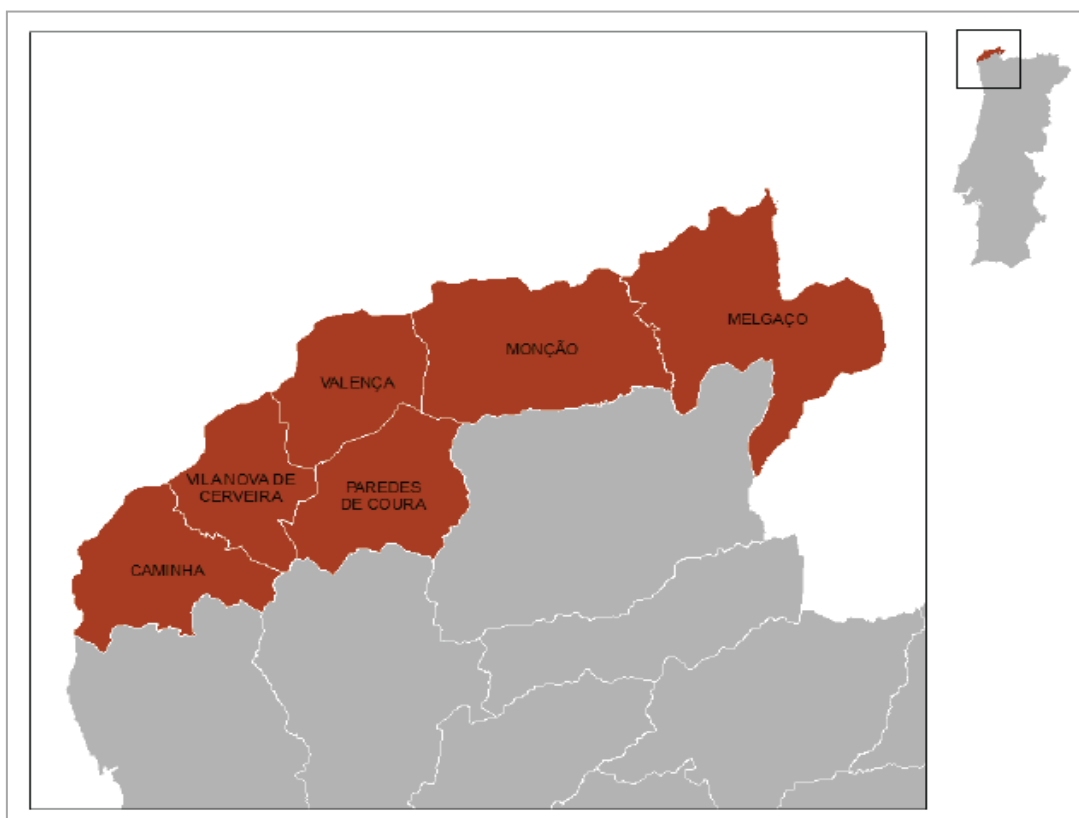 MELGAÇO
MONÇÃO
VALENÇA
VILA NOVA DE
CERVEIRA
PAREDES
DE COURA
CAMINHA